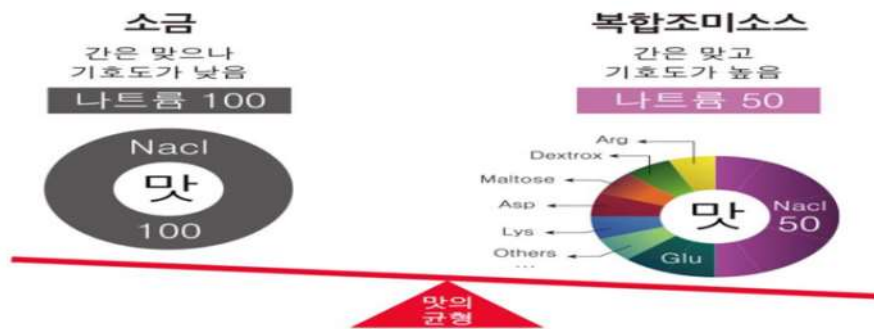 소금
간은 맞으나
기호도가 낮음
나트륨 100
Nacl
맛
100
복합조미소스
간은 맞고
기호도가 높음
나트륨 50
Arg
Dextrox
Maltose
Asp
Lys
Others
...
Glu
맛
Nacl
50
맛의
균형